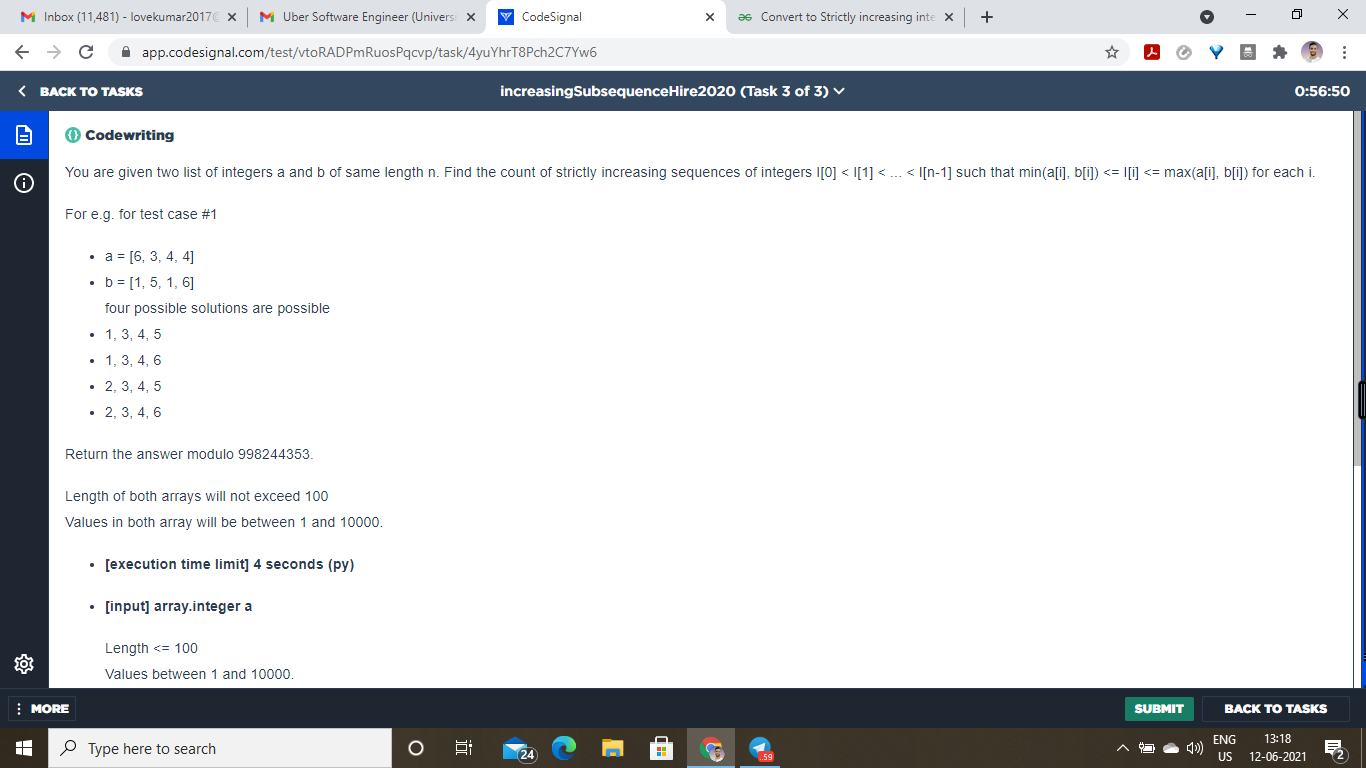 Inbox (11,481) - lovekumar2017@
Uber Software Engineer (Universi
CodeSignal
Convert to Strictly increasing inte
app.codesignal.com/test/vtoRADPmRuosPqcvp/task/4yuYhrT8Pch2C7Yw6
BACK TO TASKS
increasingSubsequenceHire2020 (Task 3 of 3)
0:56:50
Codewriting
You are given two list of integers a and b of same length n. Find the count of strictly increasing sequences of integers I[0] < I[1] < ... < I[n-1] such that min(a[i], b[i]) <= I[i] <= max(a[i], b[i]) for each i.
For e.g. for test case #1
• a = [6, 3, 4, 4]
• b = [1, 5, 1, 6]
four possible solutions are possible
• 1, 3, 4, 5
• 1, 3, 4, 6
• 2, 3, 4, 5
• 2, 3, 4, 6
Return the answer modulo 998244353.
Length of both arrays will not exceed 100
Values in both array will be between 1 and 10000.
• [execution time limit] 4 seconds (py)
• [input] array.integer a
Length <= 100
Values between 1 and 10000.
MORE
SUBMIT
BACK TO TASKS
Type here to search
24
.59
ENG
US
13:18
12-06-2021
2